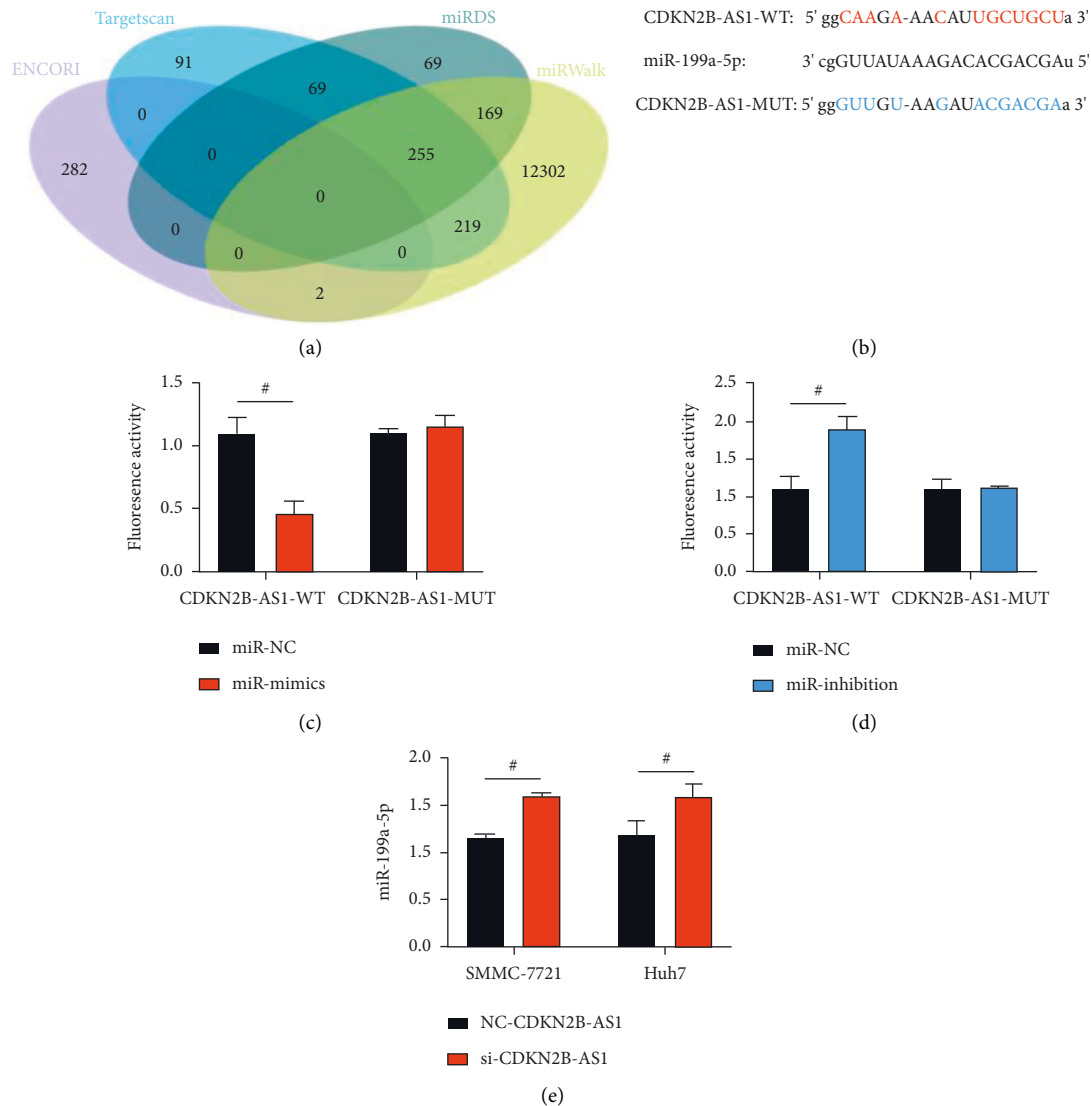 Targetscan
miRDS
ENCORI
miRWalk
91
69
69
0
169
282
0
255
12302
0
0
219
0
0
2
(a)
CDKN2B-AS1-WT: 5' ggCAAGA-AACAUUGCUGCUa 3'
miR-199a-5p: 3' cgGUUAUAAAGACACGACGAu 5'
CDKN2B-AS1-MUT: 5' ggGUUGU-AAGAUACGACGAa 3'
(b)
Fluoresence activity
1.5
1.0
0.5
0.0
#
CDKN2B-AS1-WT CDKN2B-AS1-MUT
miR-NC
miR-mimics
(c)
Fluoresence activity
2.5
2.0
1.5
1.5
0.5
0.0
#
CDKN2B-AS1-WT CDKN2B-AS1-MUT
miR-NC
miR-inhibition
(d)
miR-199a-5p
2.0
1.5
1.5
0.5
0.0
# #
SMMC-7721 Huh7
NC-CDKN2B-AS1
si-CDKN2B-AS1
(e)